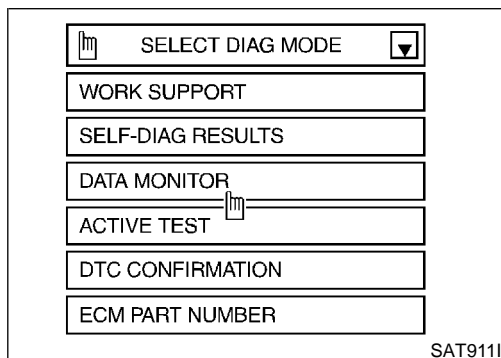 SELECT DIAG MODE
WORK SUPPORT
SELF-DIAG RESULTS
DATA MONITOR
ACTIVE TEST
DTC CONFIRMATION
ECM PART NUMBER
SAT911I